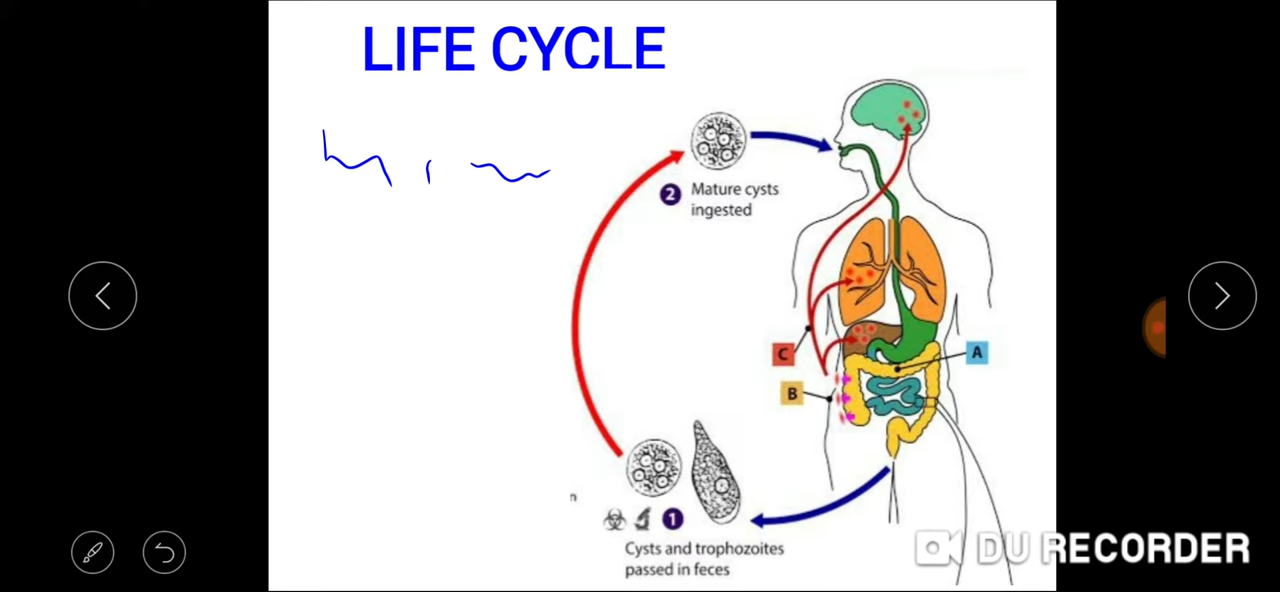 LIFE CYCLE
2 Mature cysts
ingested
C
A
B
n
1
Cysts and trophozoites
passed in feces
DU RECORDER